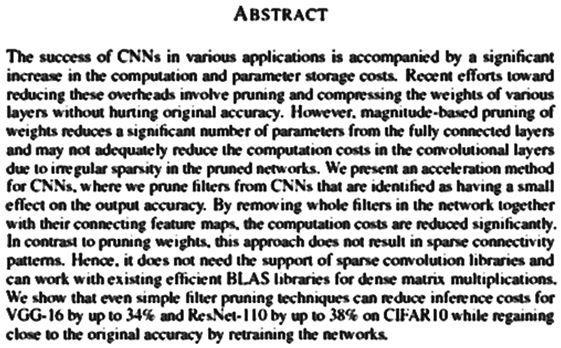 ABSTRACT
The success of CNNs in various applications is accompanied by a significant
increase in the computation and parameter storage costs. Recent efforts toward
reducing these overheads involve pruning and compressing the weights of various
layers without hurting original accuracy. However, magnitude-based pruning of
weights reduces a significant number of parameters from the fully connected layers
and may not adequately reduce the computation costs in the convolutional layers
due to irregular sparsity in the pruned networks. We present an acceleration method
for CNNs, where we prune filters from CNNs that are identified as having a small
effect on the output accuracy. By removing whole filters in the network together
with their connecting feature maps, the computation costs are reduced significantly.
In contrast to pruning weights, this approach does not result in sparse connectivity
patterns. Hence, it does not need the support of sparse convolution libraries and
can work with existing efficient BLAS libraries for dense matrix multiplications.
We show that even simple filter pruning techniques can reduce inference costs for
VGG-16 by up to 34% and ResNet-110 by up to 38% on CIFAR10 while regaining
close to the original accuracy by retraining the networks.